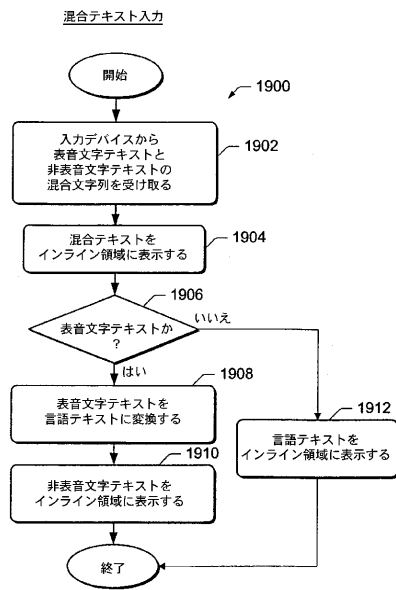 混合テキスト入力
開始
1900
入力デバイスから
表音文字テキストと
非表音文字テキストの
混合文字列を受け取る
1902
混合テキストを
インライン領域に表示する
1904
1906
表音文字テキストか
?
いいえ
はい
1908
表音文字テキストを
言語テキストに変換する
1912
言語テキストを
インライン領域に表示する
1910
非表音文字テキストを
インライン領域に表示する
終了